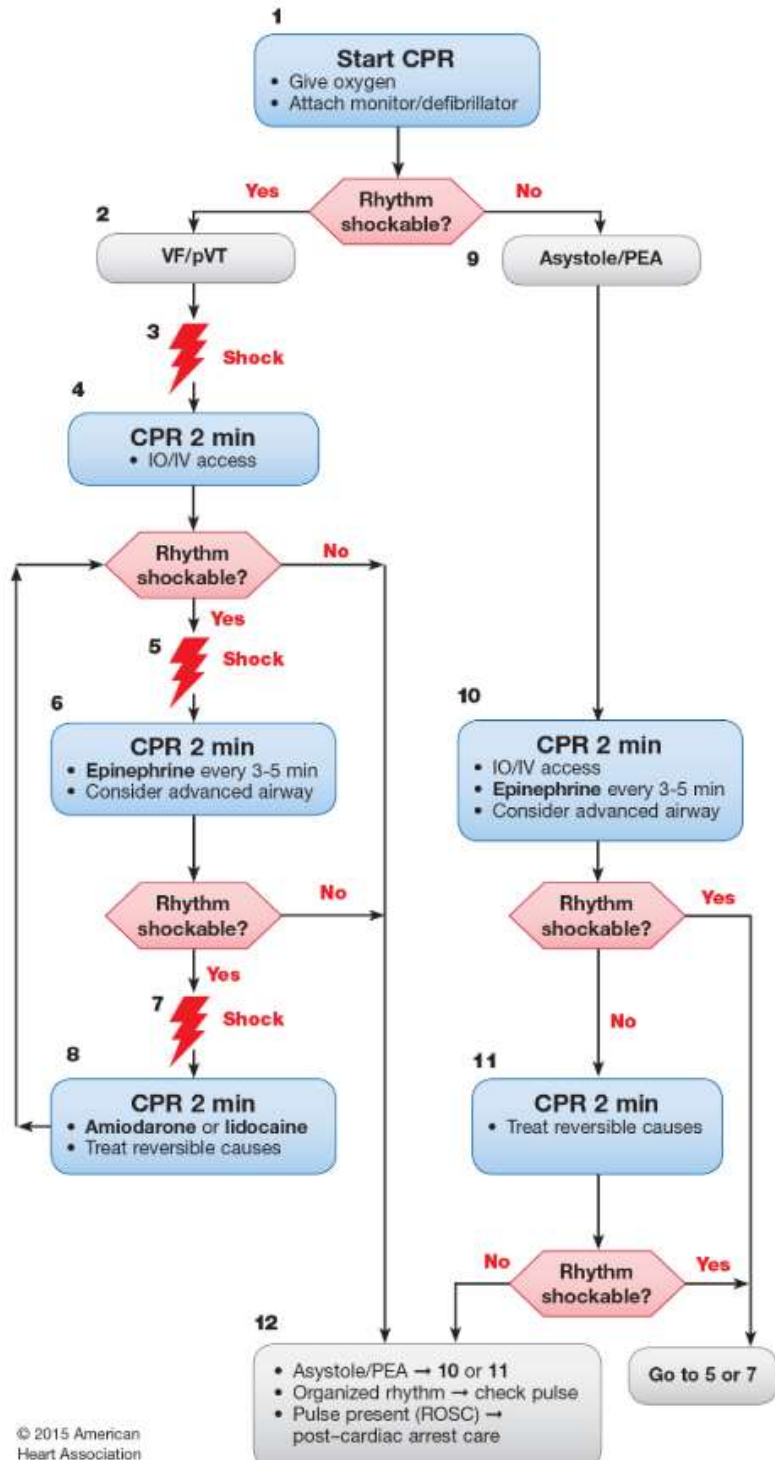 1
Start CPR
• Give oxygen
• Attach monitor/defibrillator
Yes
Rhythm
shockable?
No
2
VF/pVT
9
Asystole/PEA
3
Shock
4
CPR 2 min
• IO/IV access
Rhythm
shockable?
No
Yes
5
Shock
6
CPR 2 min
• Epinephrine every 3-5 min
• Consider advanced airway
Rhythm
shockable?
No
Yes
7
Shock
8
CPR 2 min
• Amiodarone or lidocaine
• Treat reversible causes
10
CPR 2 min
• IO/IV access
• Epinephrine every 3-5 min
• Consider advanced airway
Rhythm
shockable?
Yes
No
11
CPR 2 min
• Treat reversible causes
No
Rhythm
shockable?
Yes
12
• Asystole/PEA → 10 or 11
• Organized rhythm → check pulse
• Pulse present (ROSC) →
post–cardiac arrest care
Go to 5 or 7
© 2015 American
Heart Association